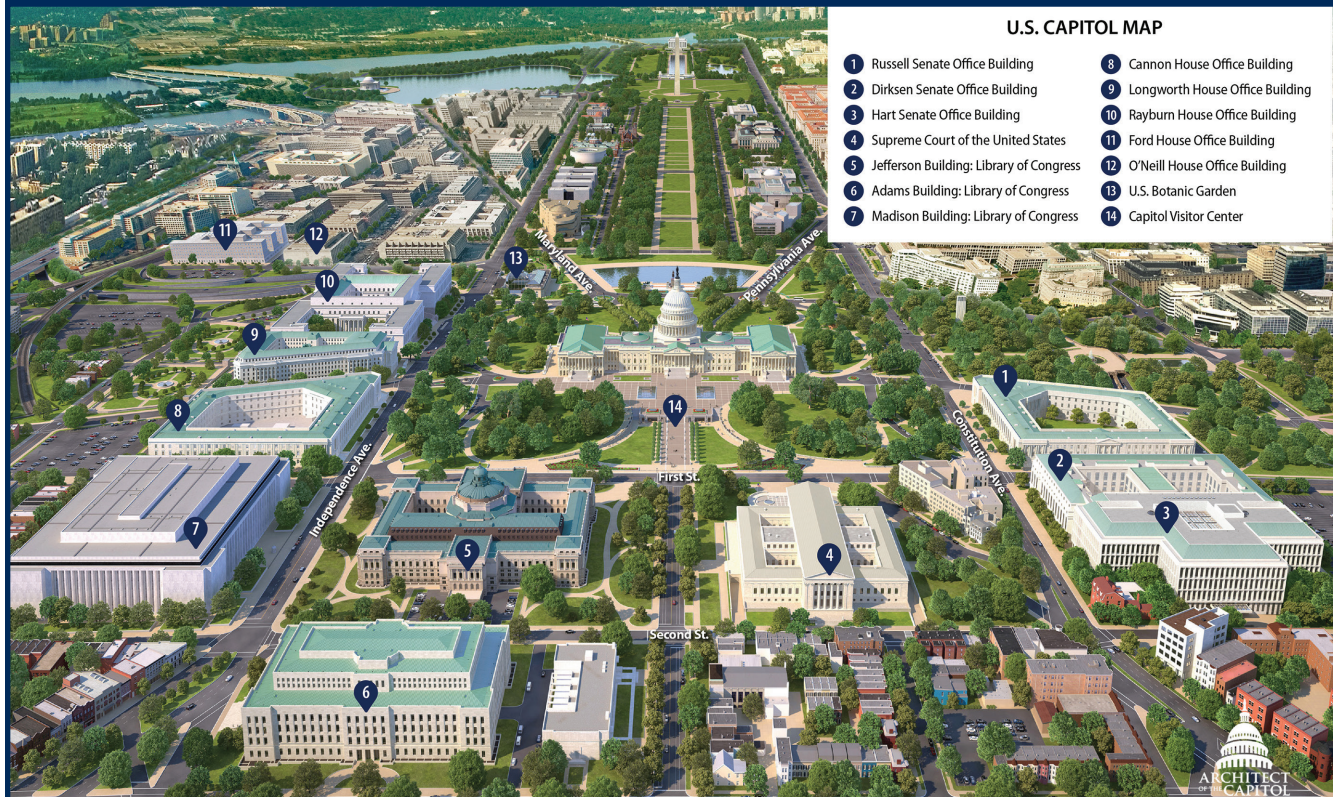 U.S. CAPITOL MAP
1 Russell Senate Office Building
2 Dirksen Senate Office Building
3 Hart Senate Office Building
4 Supreme Court of the United States
5 Jefferson Building: Library of Congress
6 Adams Building: Library of Congress
7 Madison Building: Library of Congress
8 Cannon House Office Building
9 Longworth House Office Building
10 Rayburn House Office Building
11 Ford House Office Building
12 O'Neill House Office Building
13 U.S. Botanic Garden
14 Capitol Visitor Center
11
12
13
Maryland Ave.
Pennsylvania Ave.
10
9
8
14
1
Independence Ave.
Constitution Ave.
First St.
2
3
7
5
4
Second St.
6
ARCHITECT
OF THE CAPITOL